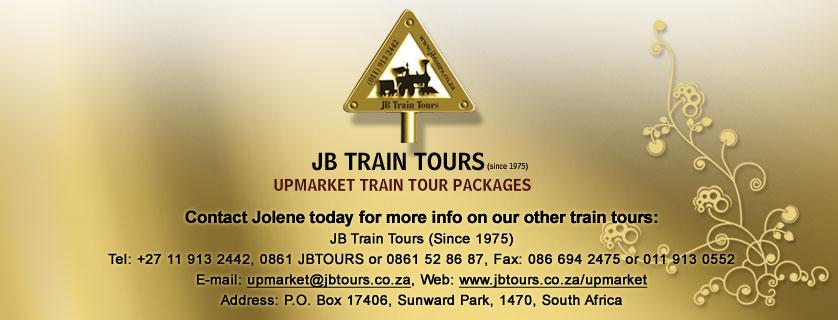 (011) 913 2442
www.jbtours.co.za
JB Train Tours
JB TRAIN TOURS (since 1975)
UPMARKET TRAIN TOUR PACKAGES
Contact Jolene today for more info on our other train tours:
JB Train Tours (Since 1975)
Tel: +27 11 913 2442, 0861 JBTOURS or 0861 52 86 87, Fax: 086 694 2475 or 011 913 0552
E-mail: upmarket@jbtours.co.za, Web: www.jbtours.co.za/upmarket
Address: P.O. Box 17406, Sunward Park, 1470, South Africa